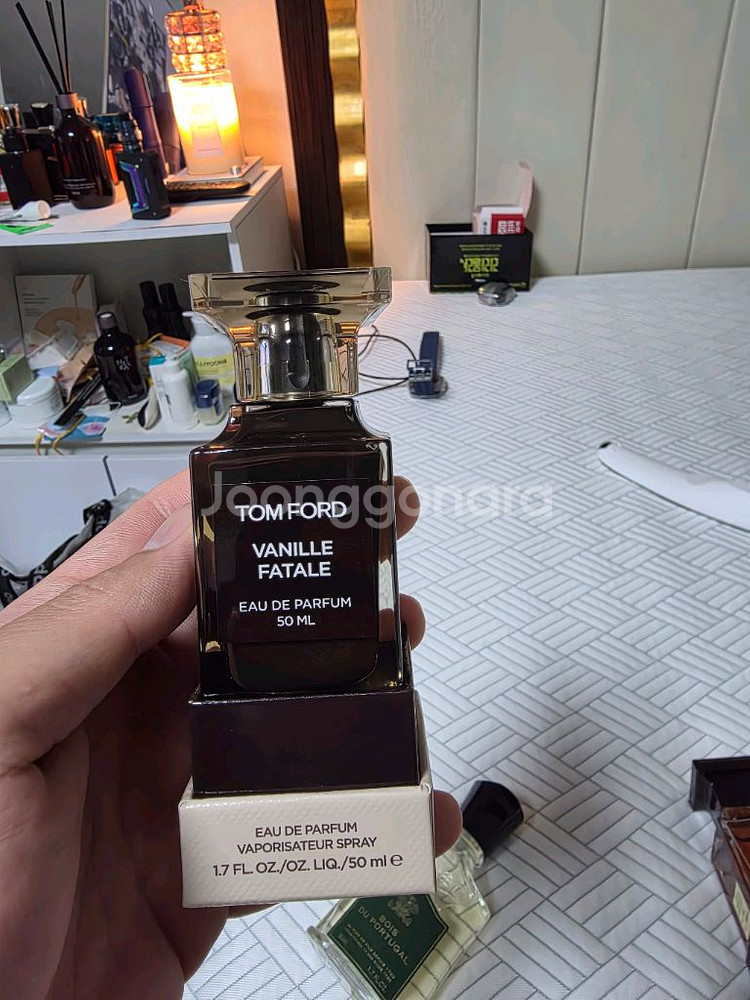 Joonggonara
TOM FORD
VANILLE
FATALE
EAU DE PARFUM
50 ML
EAU DE PARFUM
VAPORISATEUR SPRAY
1.7 FL. OZ./OZ. LIQ./50 ml e
BOIS
DU PORTUGAL